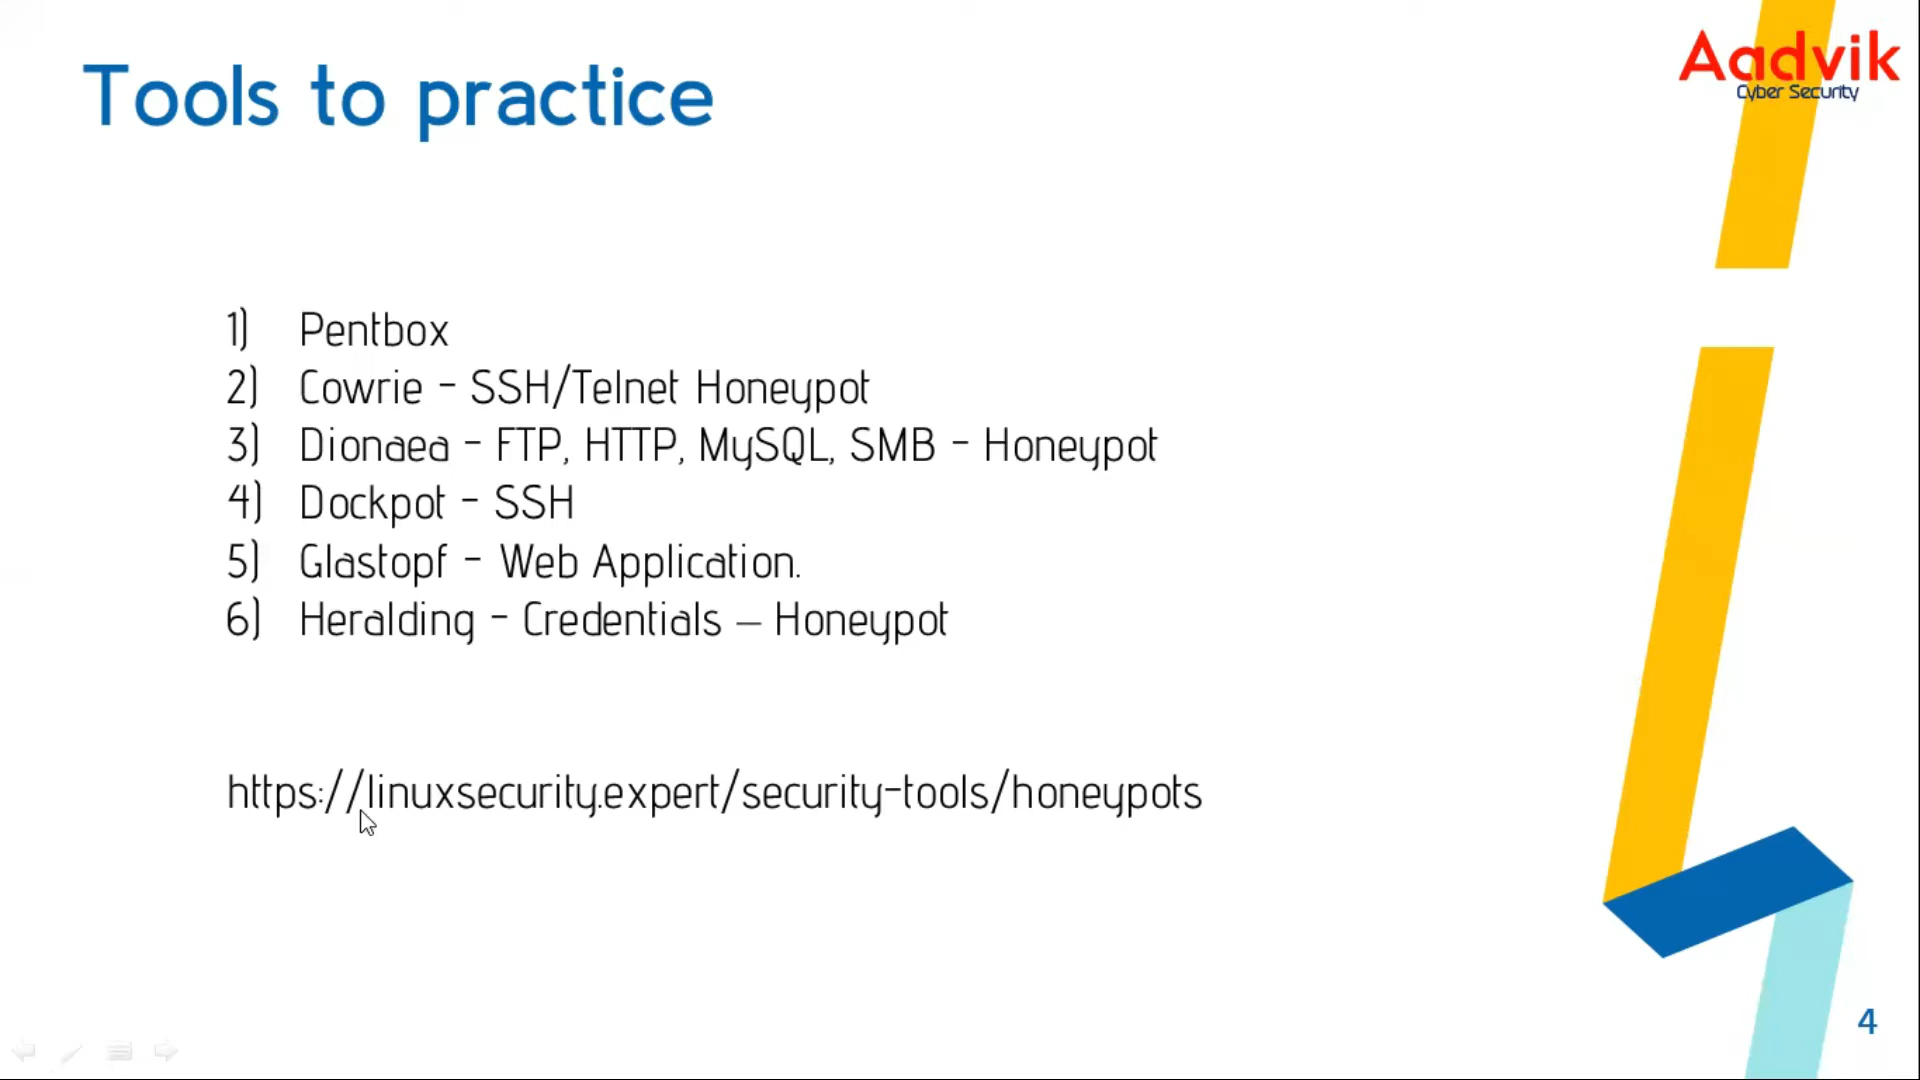 Tools to practice
Aadvik
Cyber Security
1) Pentbox
2) Cowrie - SSH/Telnet Honeypot
3) Dionaea - FTP, HTTP, MySQL, SMB - Honeypot
4) Dockpot - SSH
5) Glastopf - Web Application.
6) Heralding - Credentials – Honeypot
https://linuxsecurity.expert/security-tools/honeypots
4